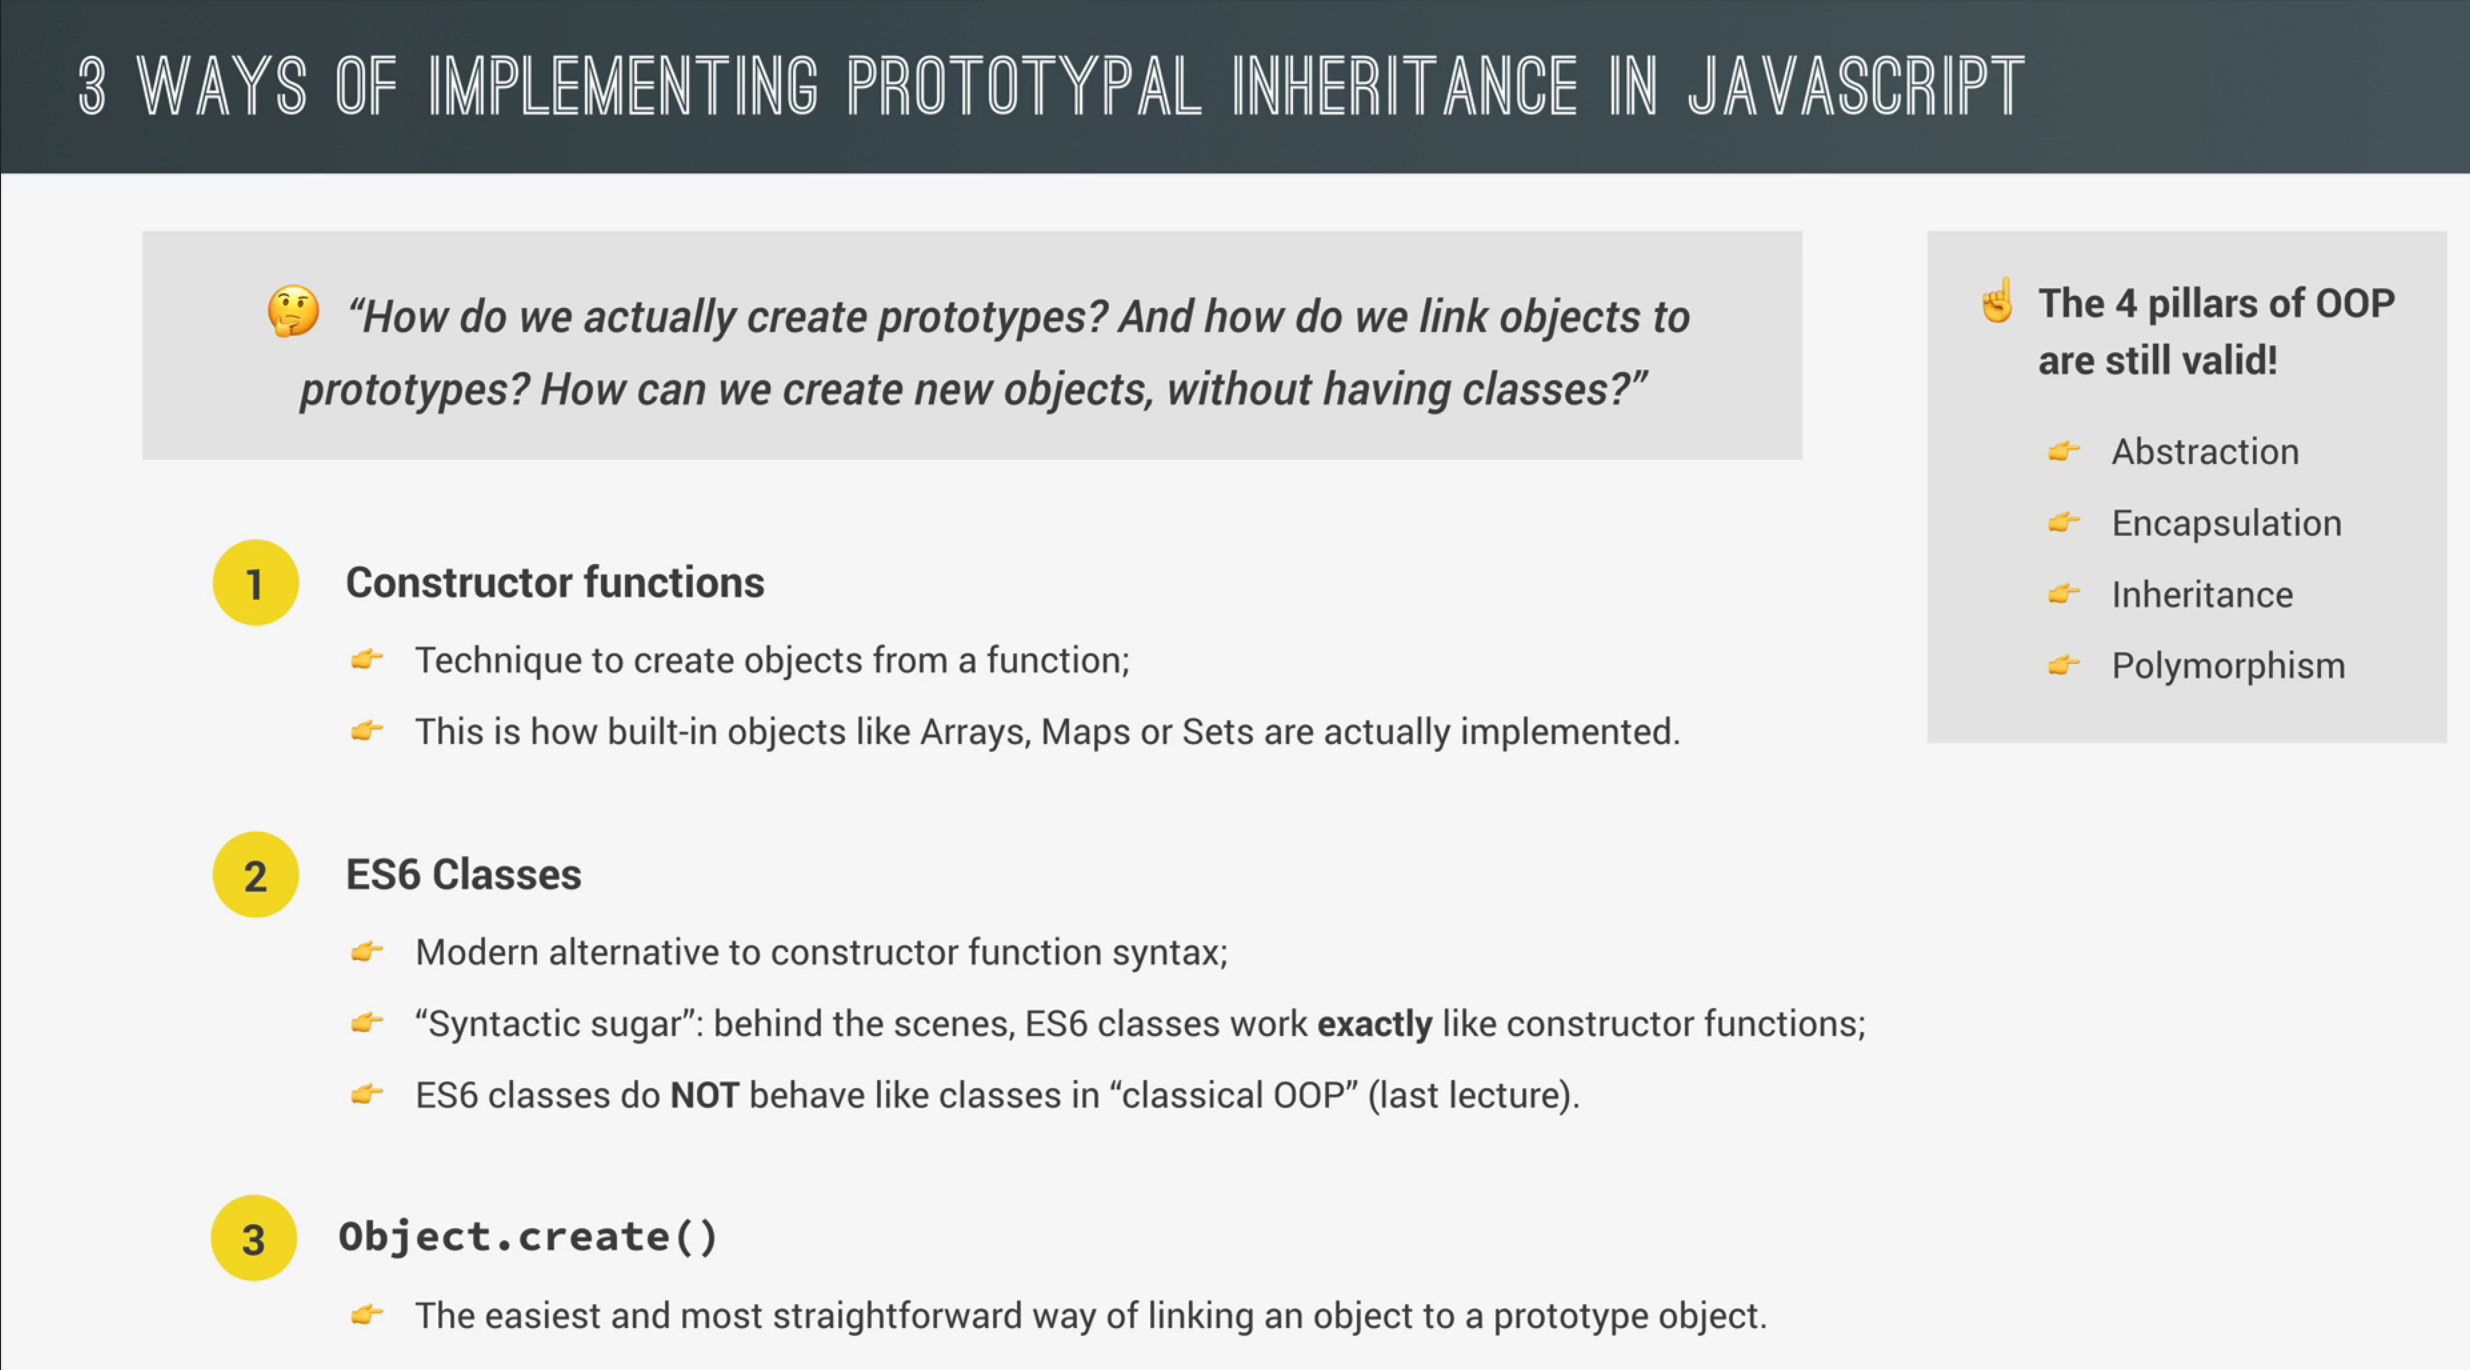 3 WAYS OF IMPLEMENTING PROTOTYPAL INHERITANCE IN JAVASCRIPT
“How do we actually create prototypes? And how do we link objects to
prototypes? How can we create new objects, without having classes?”
1 Constructor functions
Technique to create objects from a function;
This is how built-in objects like Arrays, Maps or Sets are actually implemented.
2 ES6 Classes
Modern alternative to constructor function syntax;
“Syntactic sugar”: behind the scenes, ES6 classes work exactly like constructor functions;
ES6 classes do NOT behave like classes in “classical OOP” (last lecture).
3 Object.create()
The easiest and most straightforward way of linking an object to a prototype object.
The 4 pillars of OOP
are still valid!
Abstraction
Encapsulation
Inheritance
Polymorphism